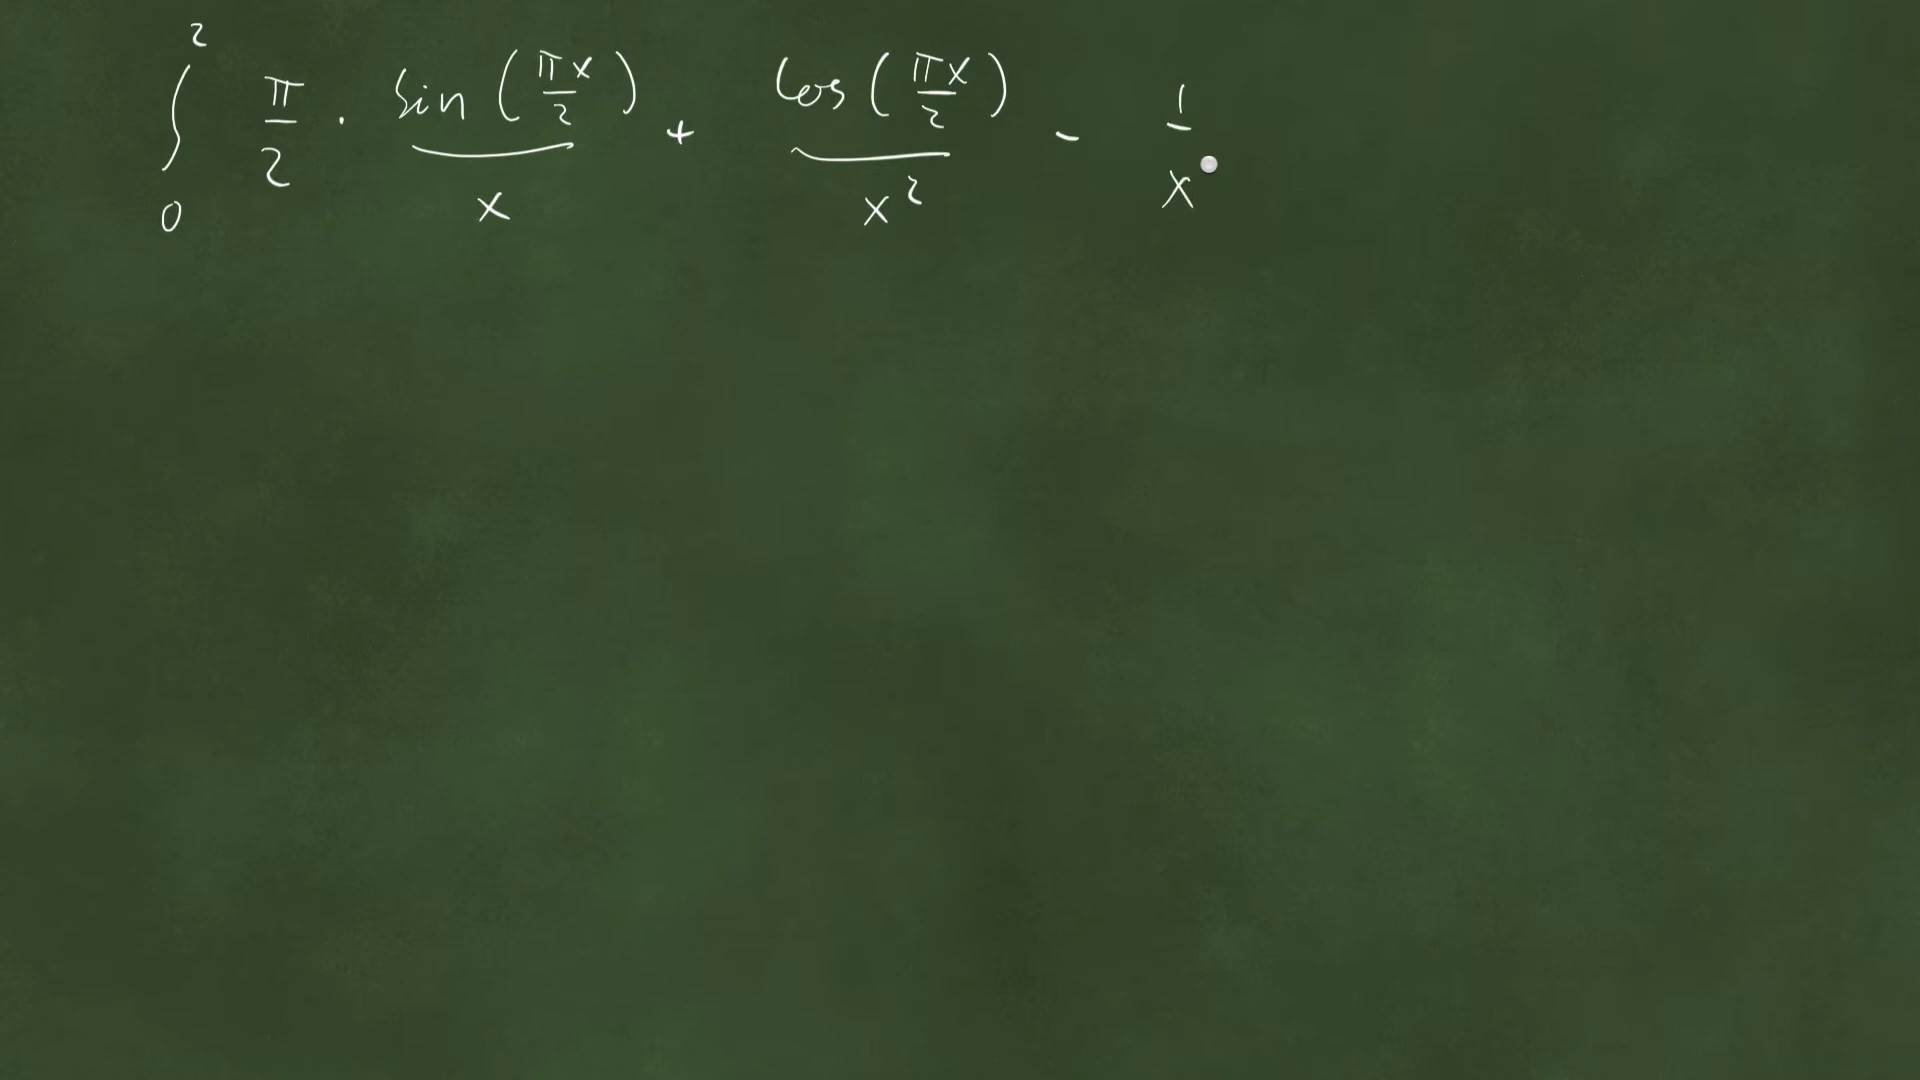 ∫₀² π/2 · sin(πx/2)/x + cos(πx/2)/x² - 1/x